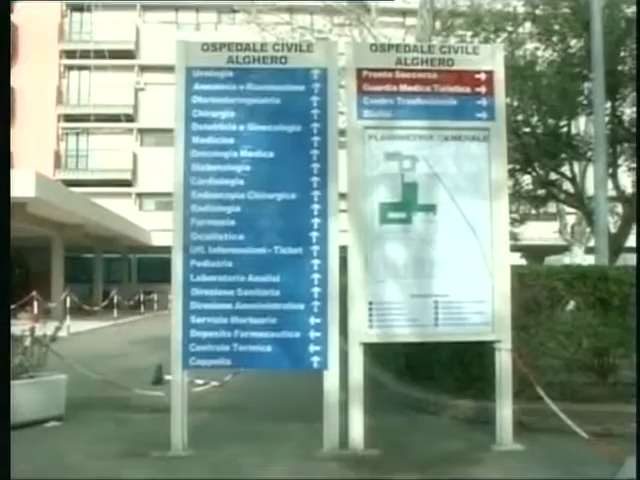 OSPEDALE CIVILE
ALGHERO
Urologia
Anestesia e Rianimazione
Otorinolaringoiatria
Chirurgia
Ostetricia e Ginecologia
Medicina
Oncologia Medica
Diabetologia
Cardiologia
Endoscopia Chirurgica
Radiologia
Farmacia
Oculistica
Uff. Informazioni - Ticket
Pediatria
Laboratorio Analisi
Direzione Sanitaria
Direzione Amministrativa
Servizio Mortuario
Deposito Farmaceutico
Centrale Termica
Cappella
OSPEDALE CIVILE
ALGHERO
Pronto Soccorso
Guardia Medica Turistica
Centro Trasfusionale
PLANIMETRIA GENERALE